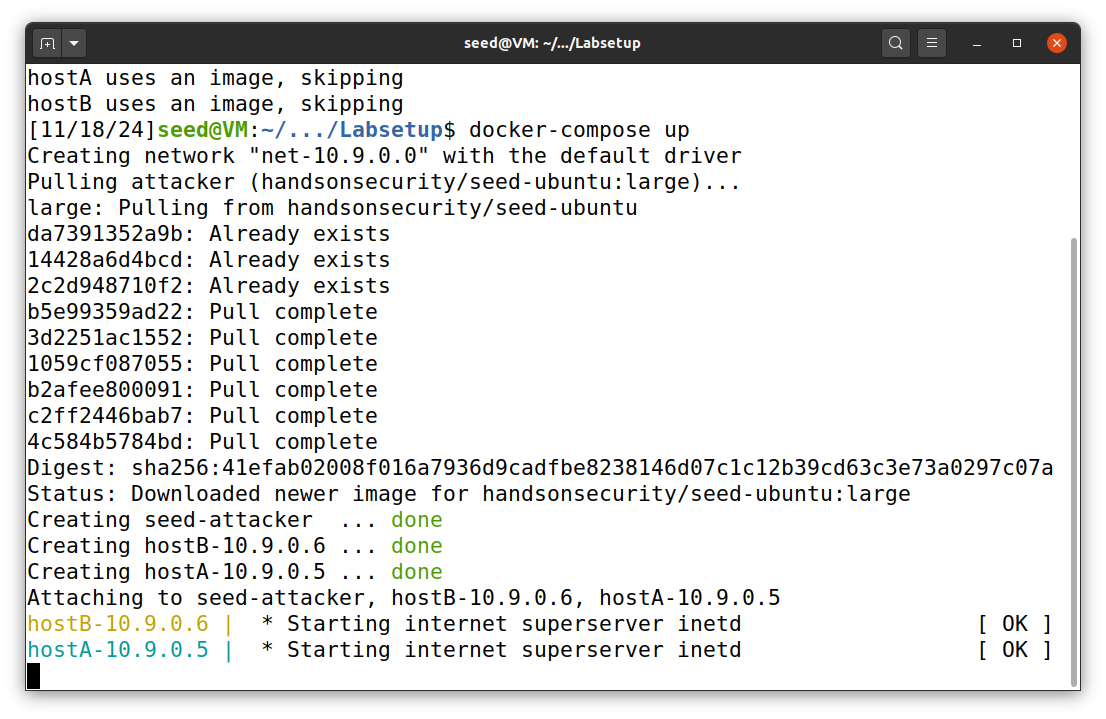 seed@VM: ~/.../Labsetup
hostA uses an image, skipping
hostB uses an image, skipping
[11/18/24]seed@VM:~/.../Labsetup$ docker-compose up
Creating network "net-10.9.0.0" with the default driver
Pulling attacker (handsonsecurity/seed-ubuntu:large)...
large: Pulling from handsonsecurity/seed-ubuntu
da7391352a9b: Already exists
14428a6d4bcd: Already exists
2c2d948710f2: Already exists
b5e99359ad22: Pull complete
3d2251ac1552: Pull complete
1059cf087055: Pull complete
b2afee800091: Pull complete
c2ff2446bab7: Pull complete
4c584b5784bd: Pull complete
Digest: sha256:41efab02008f016a7936d9cadfbe8238146d07c1c12b39cd63c3e73a0297c07a
Status: Downloaded newer image for handsonsecurity/seed-ubuntu:large
Creating seed-attacker  ... done
Creating hostB-10.9.0.6 ... done
Creating hostA-10.9.0.5 ... done
Attaching to seed-attacker, hostB-10.9.0.6, hostA-10.9.0.5
hostB-10.9.0.6 |  * Starting internet superserver inetd                  [ OK ]
hostA-10.9.0.5 |  * Starting internet superserver inetd                  [ OK ]